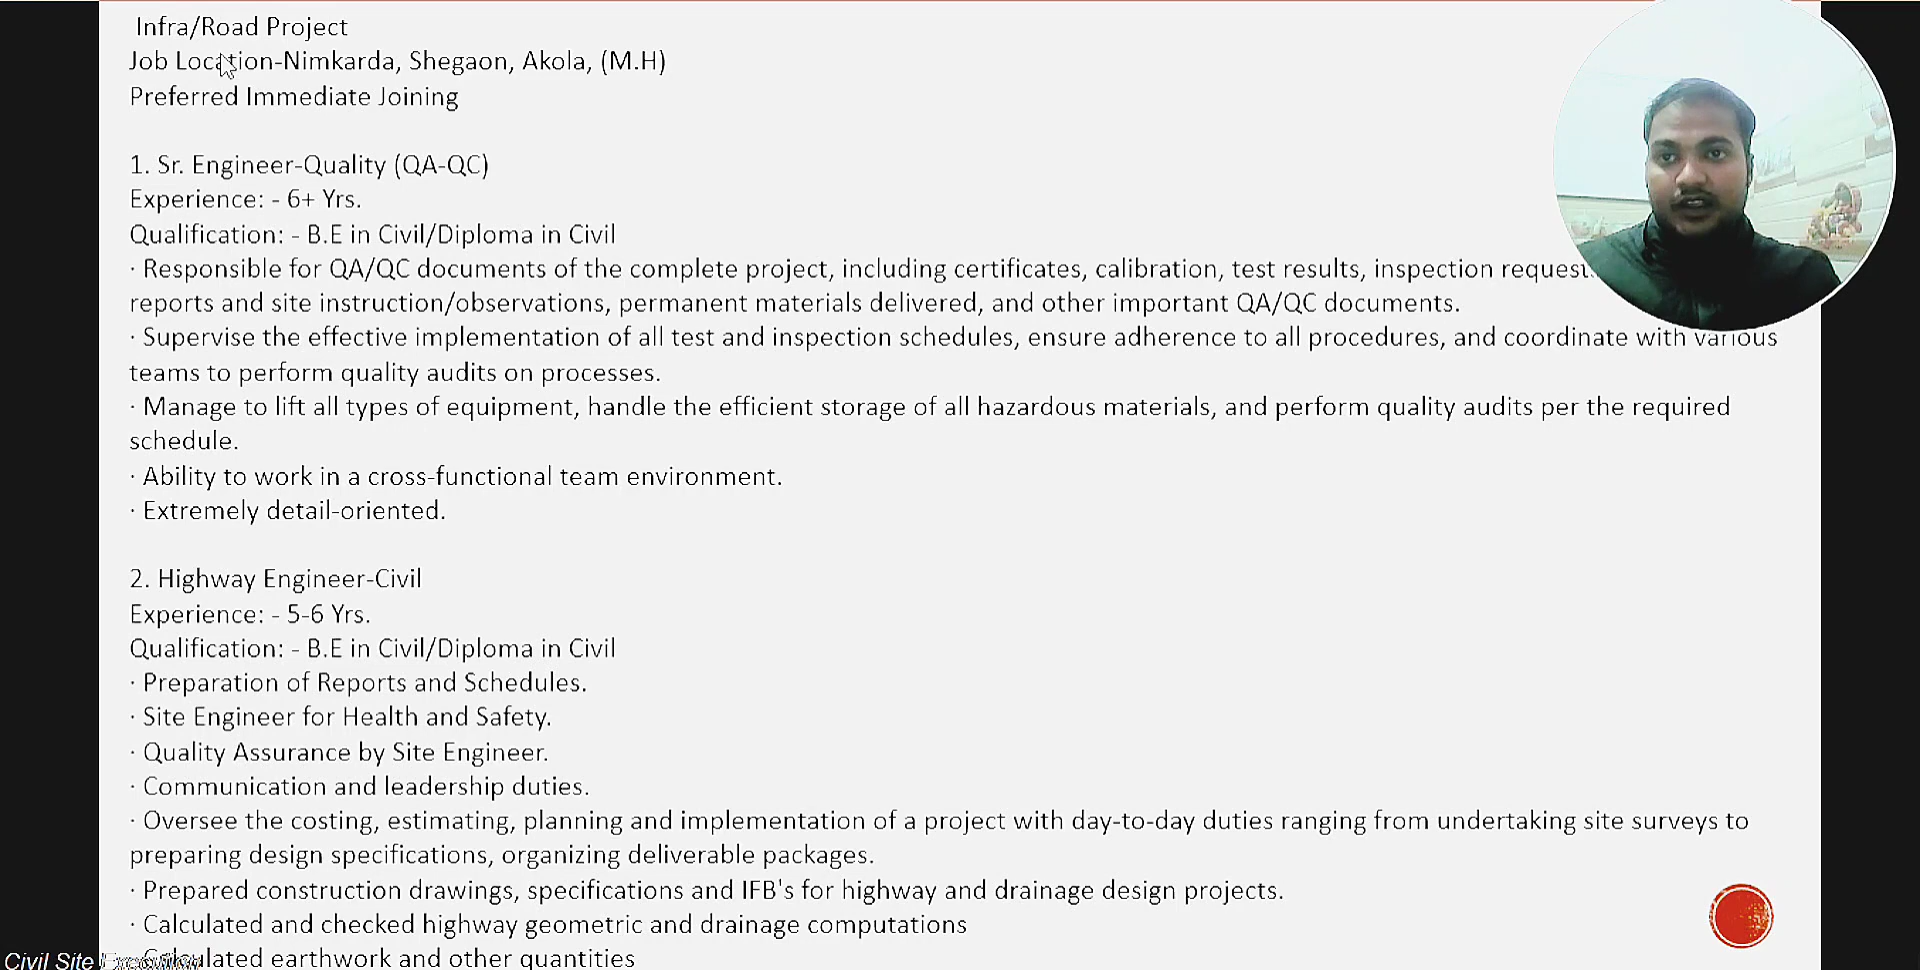 Infra/Road Project
Job Location-Nimkarda, Shegaon, Akola, (M.H)
Preferred Immediate Joining
1. Sr. Engineer-Quality (QA-QC)
Experience: - 6+ Yrs.
Qualification: - B.E in Civil/Diploma in Civil
· Responsible for QA/QC documents of the complete project, including certificates, calibration, test results, inspection
reports and site instruction/observations, permanent materials delivered, and other important QA/QC documents.
· Supervise the effective implementation of all test and inspection schedules, ensure adherence to all procedures, and coordinate with various
teams to perform quality audits on processes.
· Manage to lift all types of equipment, handle the efficient storage of all hazardous materials, and perform quality audits per the required
schedule.
· Ability to work in a cross-functional team environment.
· Extremely detail-oriented.
2. Highway Engineer-Civil
Experience: - 5-6 Yrs.
Qualification: - B.E in Civil/Diploma in Civil
· Preparation of Reports and Schedules.
· Site Engineer for Health and Safety.
· Quality Assurance by Site Engineer.
· Communication and leadership duties.
· Oversee the costing, estimating, planning and implementation of a project with day-to-day duties ranging from undertaking site surveys to
preparing design specifications, organizing deliverable packages.
· Prepared construction drawings, specifications and IFB's for highway and drainage design projects.
· Calculated and checked highway geometric and drainage computations
· Calculated earthwork and other quantities
Civil Site Execution